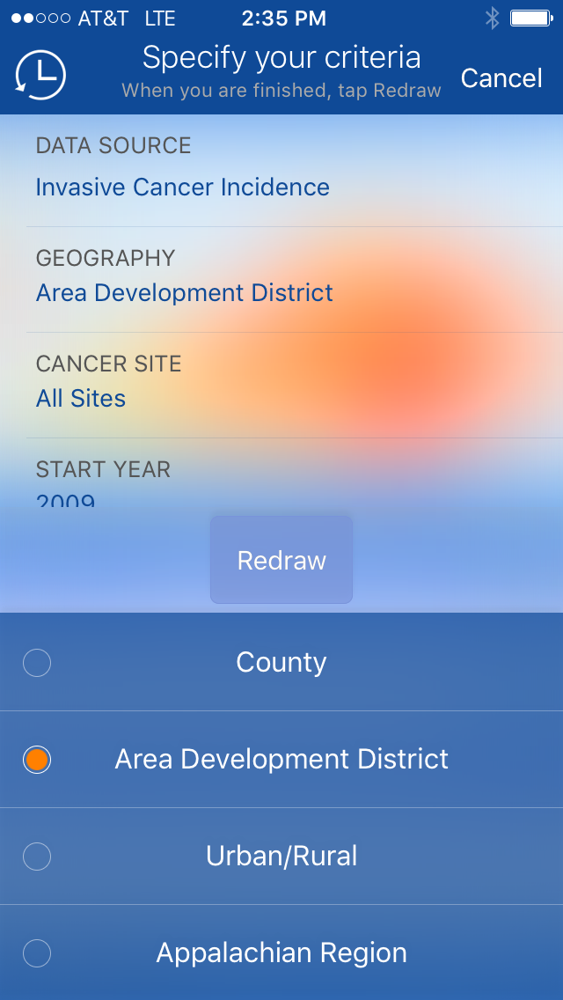 AT&T LTE 2:35 PM
Specify your criteria
When you are finished, tap Redraw
Cancel
DATA SOURCE
Invasive Cancer Incidence
GEOGRAPHY
Area Development District
CANCER SITE
All Sites
START YEAR
2009
Redraw
County
Area Development District
Urban/Rural
Appalachian Region